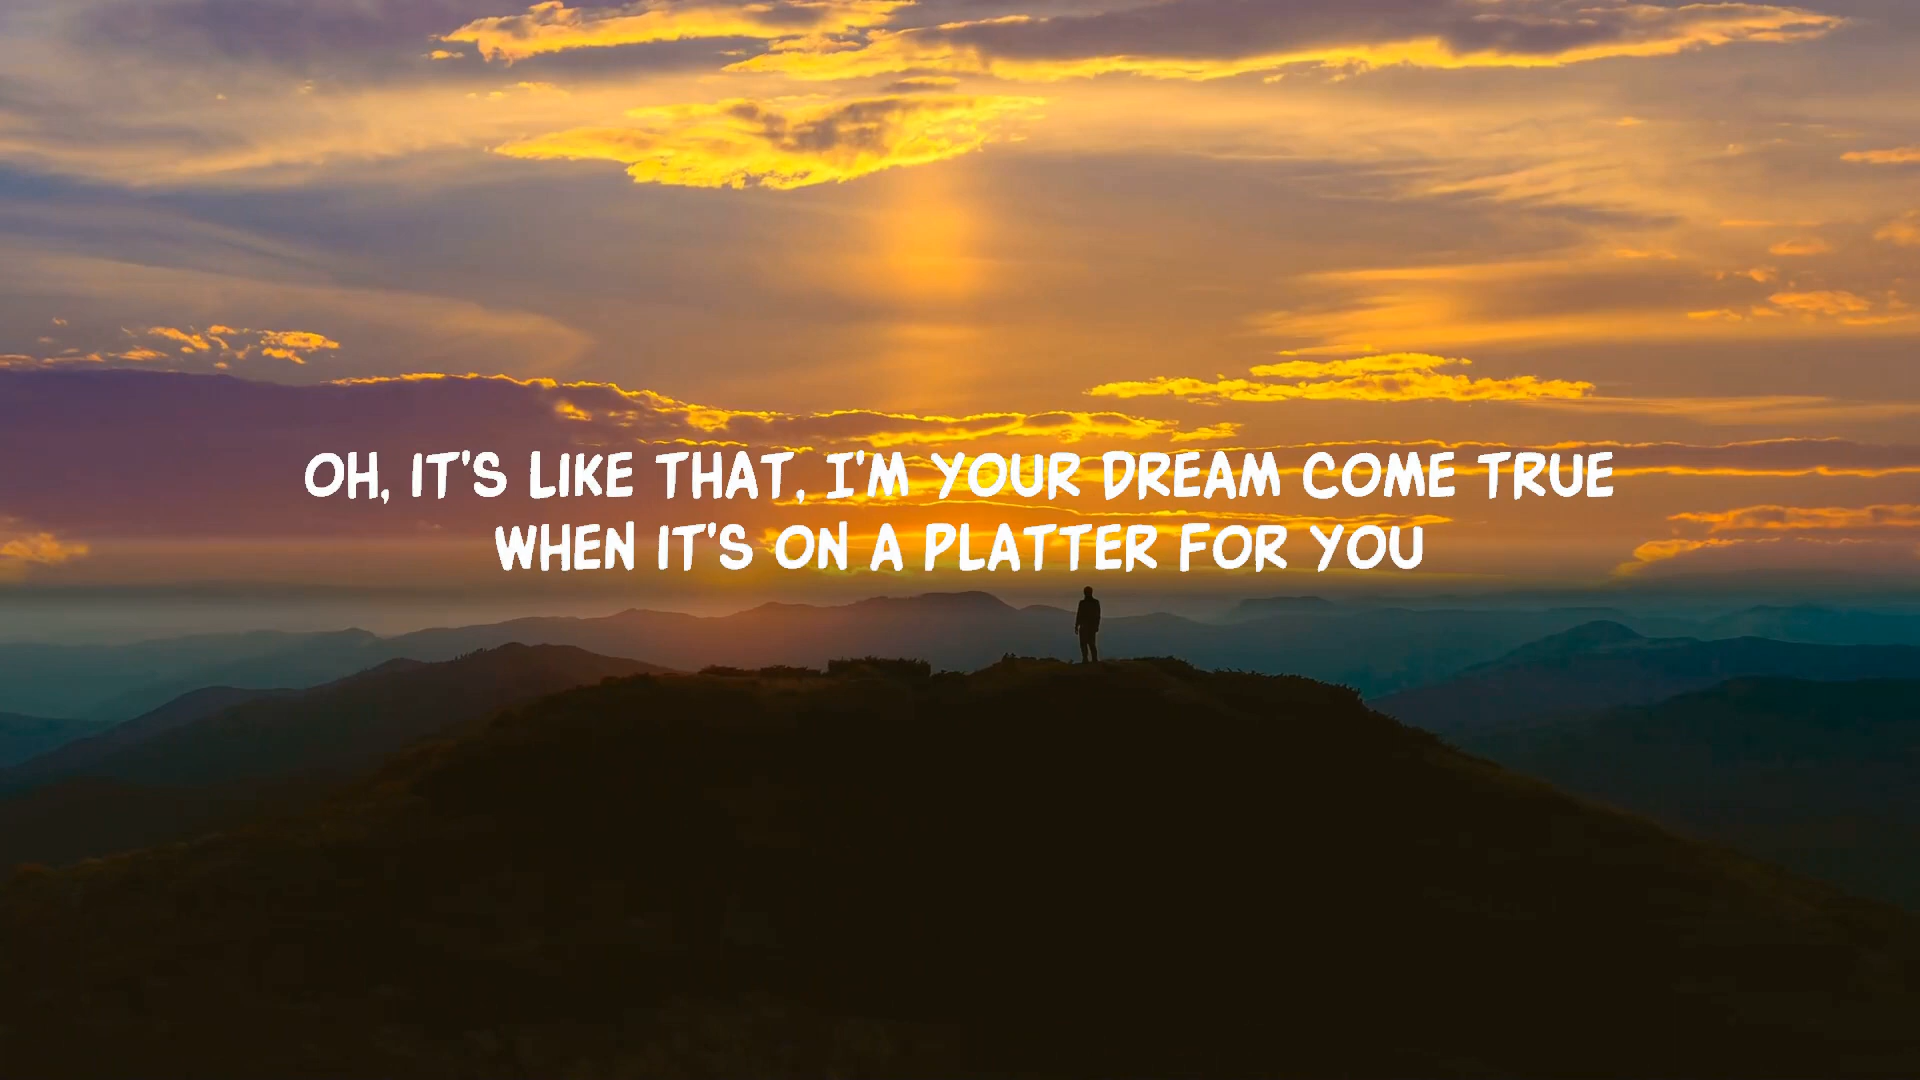 OH, IT'S LIKE THAT, I'M YOUR DREAM COME TRUE
WHEN IT'S ON A PLATTER FOR YOU